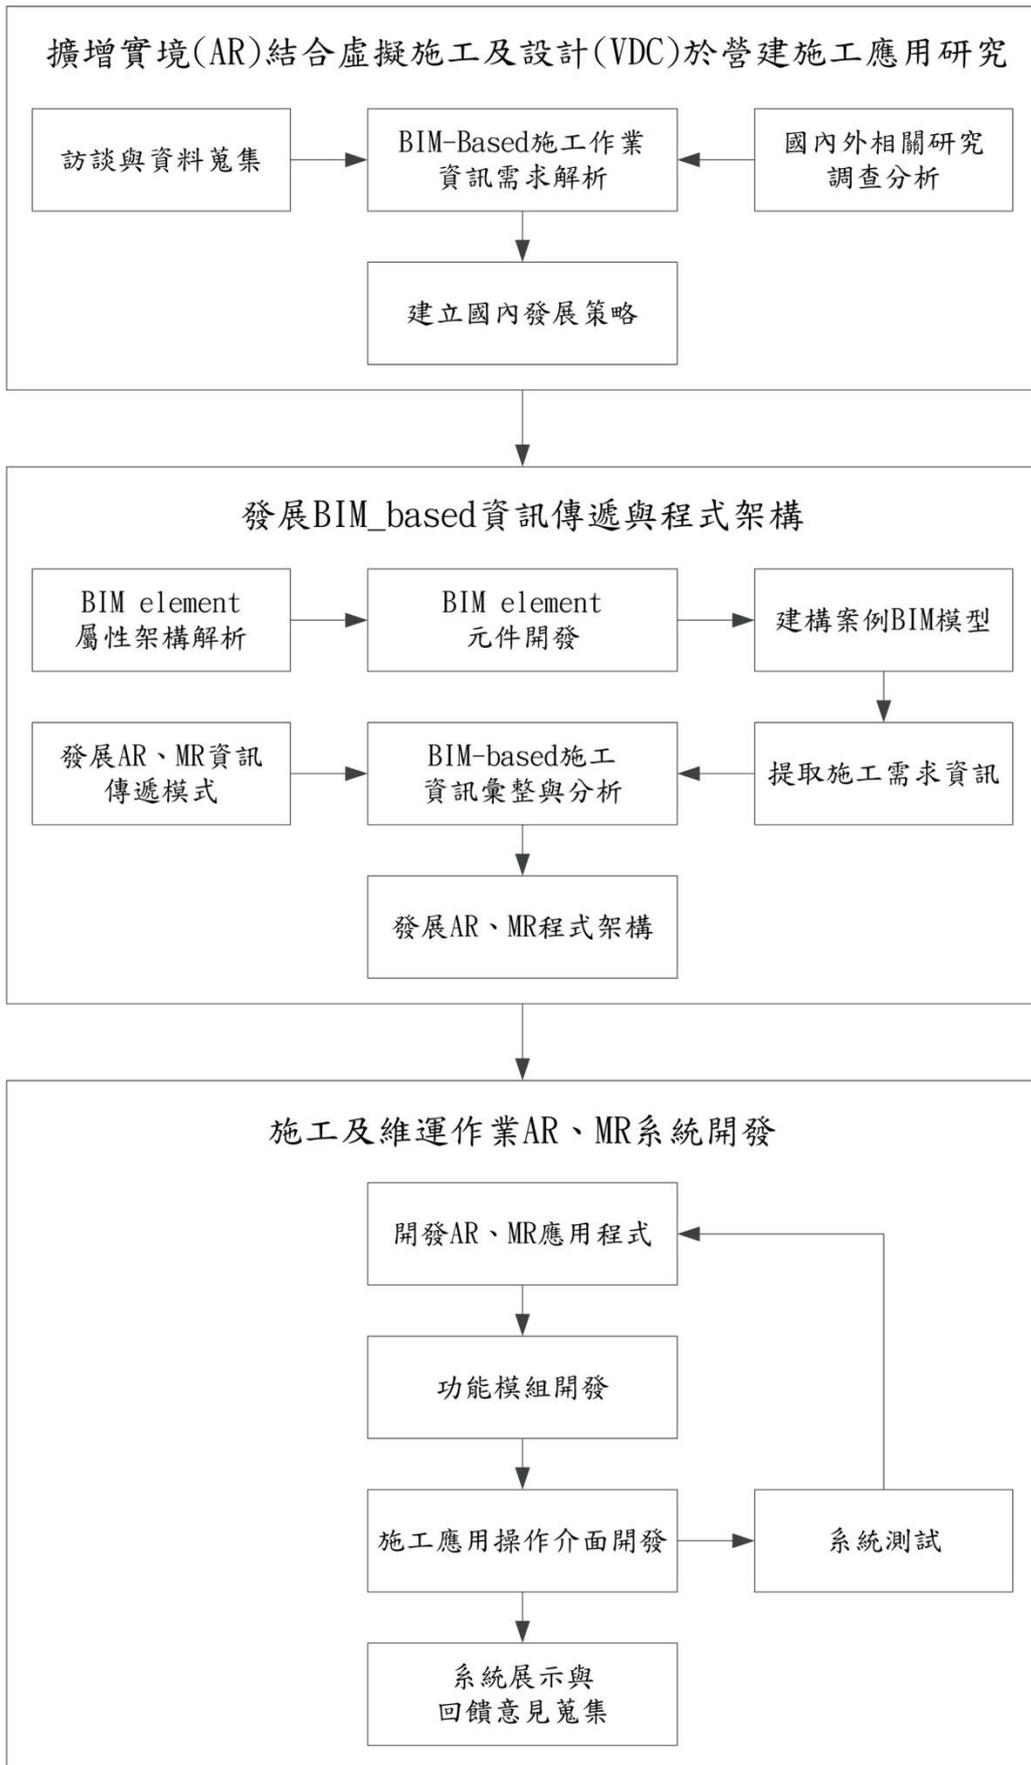 擴增實境(AR)結合虛擬施工及設計(VDC)於營建施工應用研究
訪談與資料蒐集
BIM-Based施工作業
資訊需求解析
國內外相關研究
調查分析
建立國內發展策略
發展BIM_based資訊傳遞與程式架構
BIM element
屬性架構解析
BIM element
元件開發
建構案例BIM模型
發展AR、MR資訊
傳遞模式
BIM-based施工
資訊彙整與分析
提取施工需求資訊
發展AR、MR程式架構
施工及維運作業AR、MR系統開發
開發AR、MR應用程式
功能模組開發
施工應用操作介面開發
系統測試
系統展示與
回饋意見蒐集